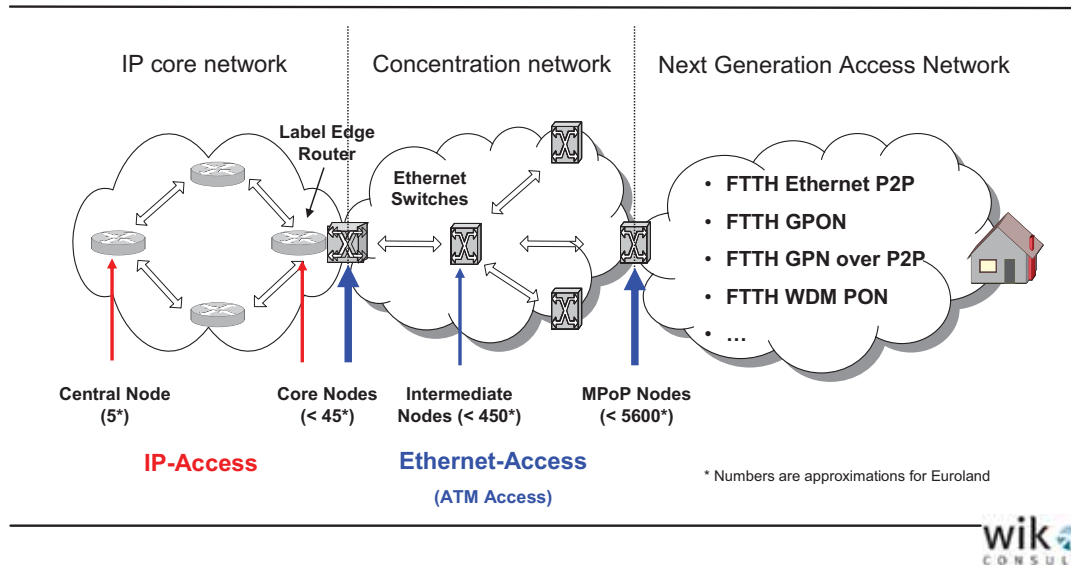 IP core network
Concentration network
Next Generation Access Network
Label Edge
Router
Ethernet
Switches
• FTTH Ethernet P2P
• FTTH GPON
• FTTH GPN over P2P
• FTTH WDM PON
• …
Central Node
(5*)
Core Nodes
(< 45*)
Intermediate
Nodes (< 450*)
MPoP Nodes
(< 5600*)
IP-Access
Ethernet-Access
(ATM Access)
* Numbers are approximations for Euroland
wik
CONSUL